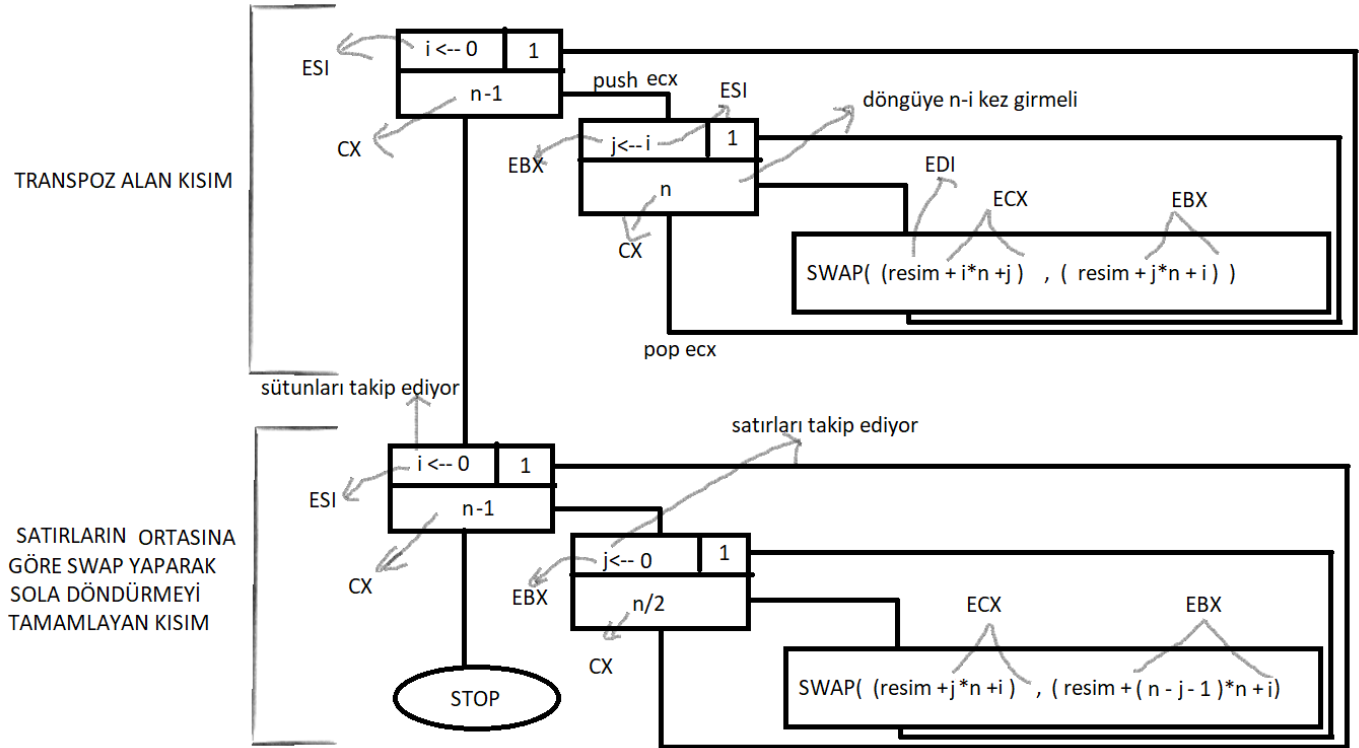 i <-- 0 1
ESI
n-1
push ecx
ESI
döngüye n-i kez girmeli
CX
EBX
j<-- i 1
TRANSPOZ ALAN KISIM
n
EDI
ECX
EBX
CX
SWAP( (resim + i*n +j) , ( resim + j*n + i ) )
pop ecx
sütunları takip ediyor
satırları takip ediyor
i <-- 0 1
ESI
n-1
SATIRLARIN ORTASINA
GÖRE SWAP YAPARAK
SOLA DÖNDÜRMEYİ
TAMAMLAYAN KISIM
CX
EBX
j<-- 0 1
n/2
ECX
EBX
CX
STOP
SWAP( (resim +j*n +i) , ( resim + ( n - j - 1 )*n + i)